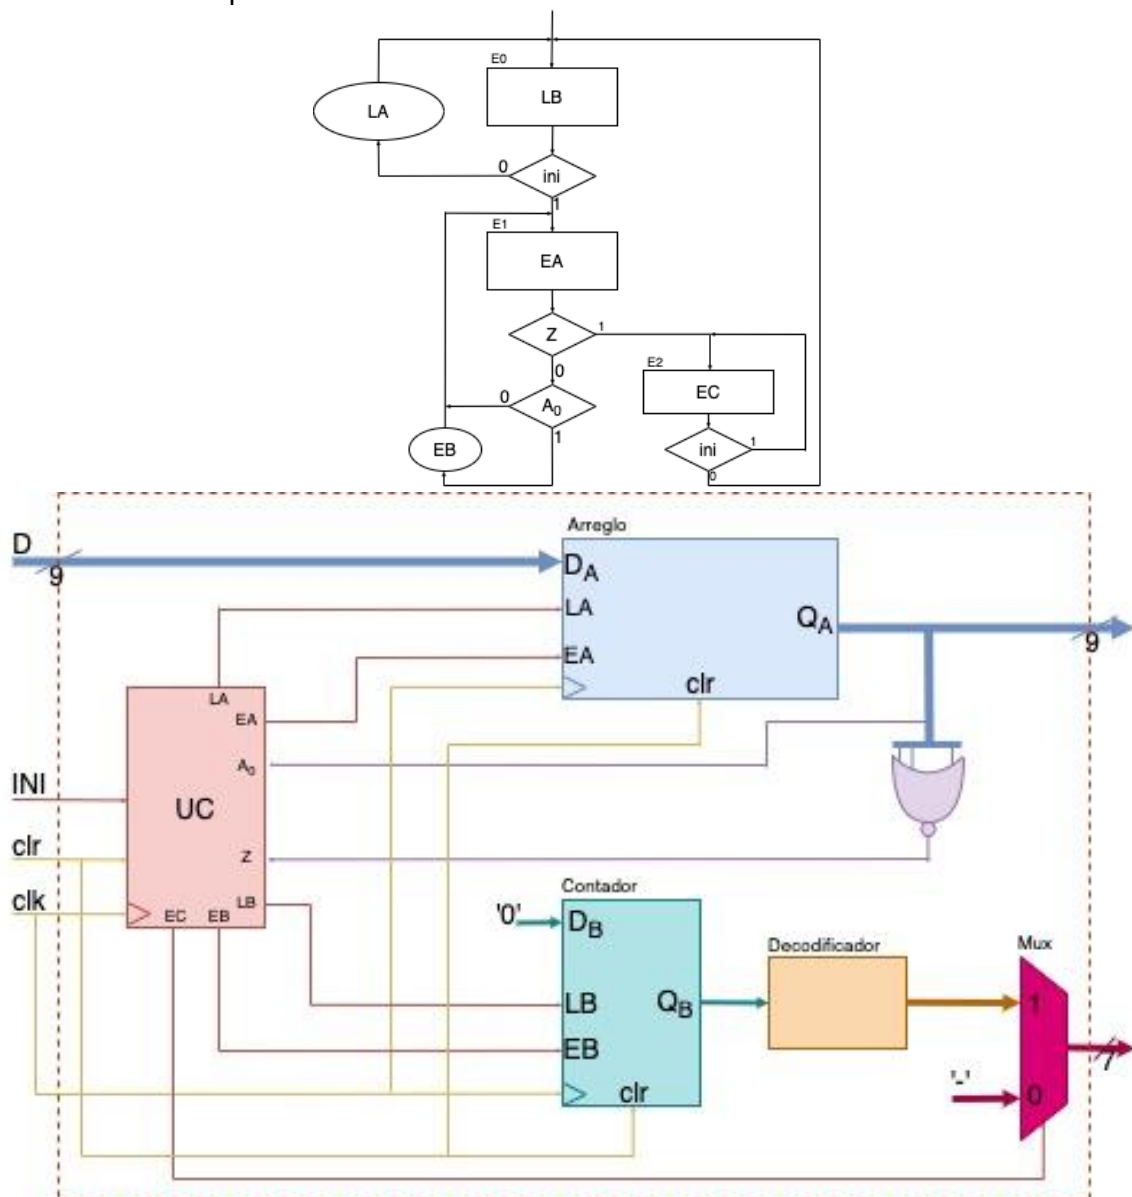 E0
LB
LA
0
ini
1
E1
EA
Z
1
0
E2
EC
0
A0
1
EB
ini
1
0
Arreglo
D
9
DA
LA
QA
9
EA
clr
LA
EA
A0
INI
UC
clr
Z
clk
EC
EB
LB
Contador
'0'
DB
Decodificador
Mux
LB
QB
1
EB
7
'-'
0
clr